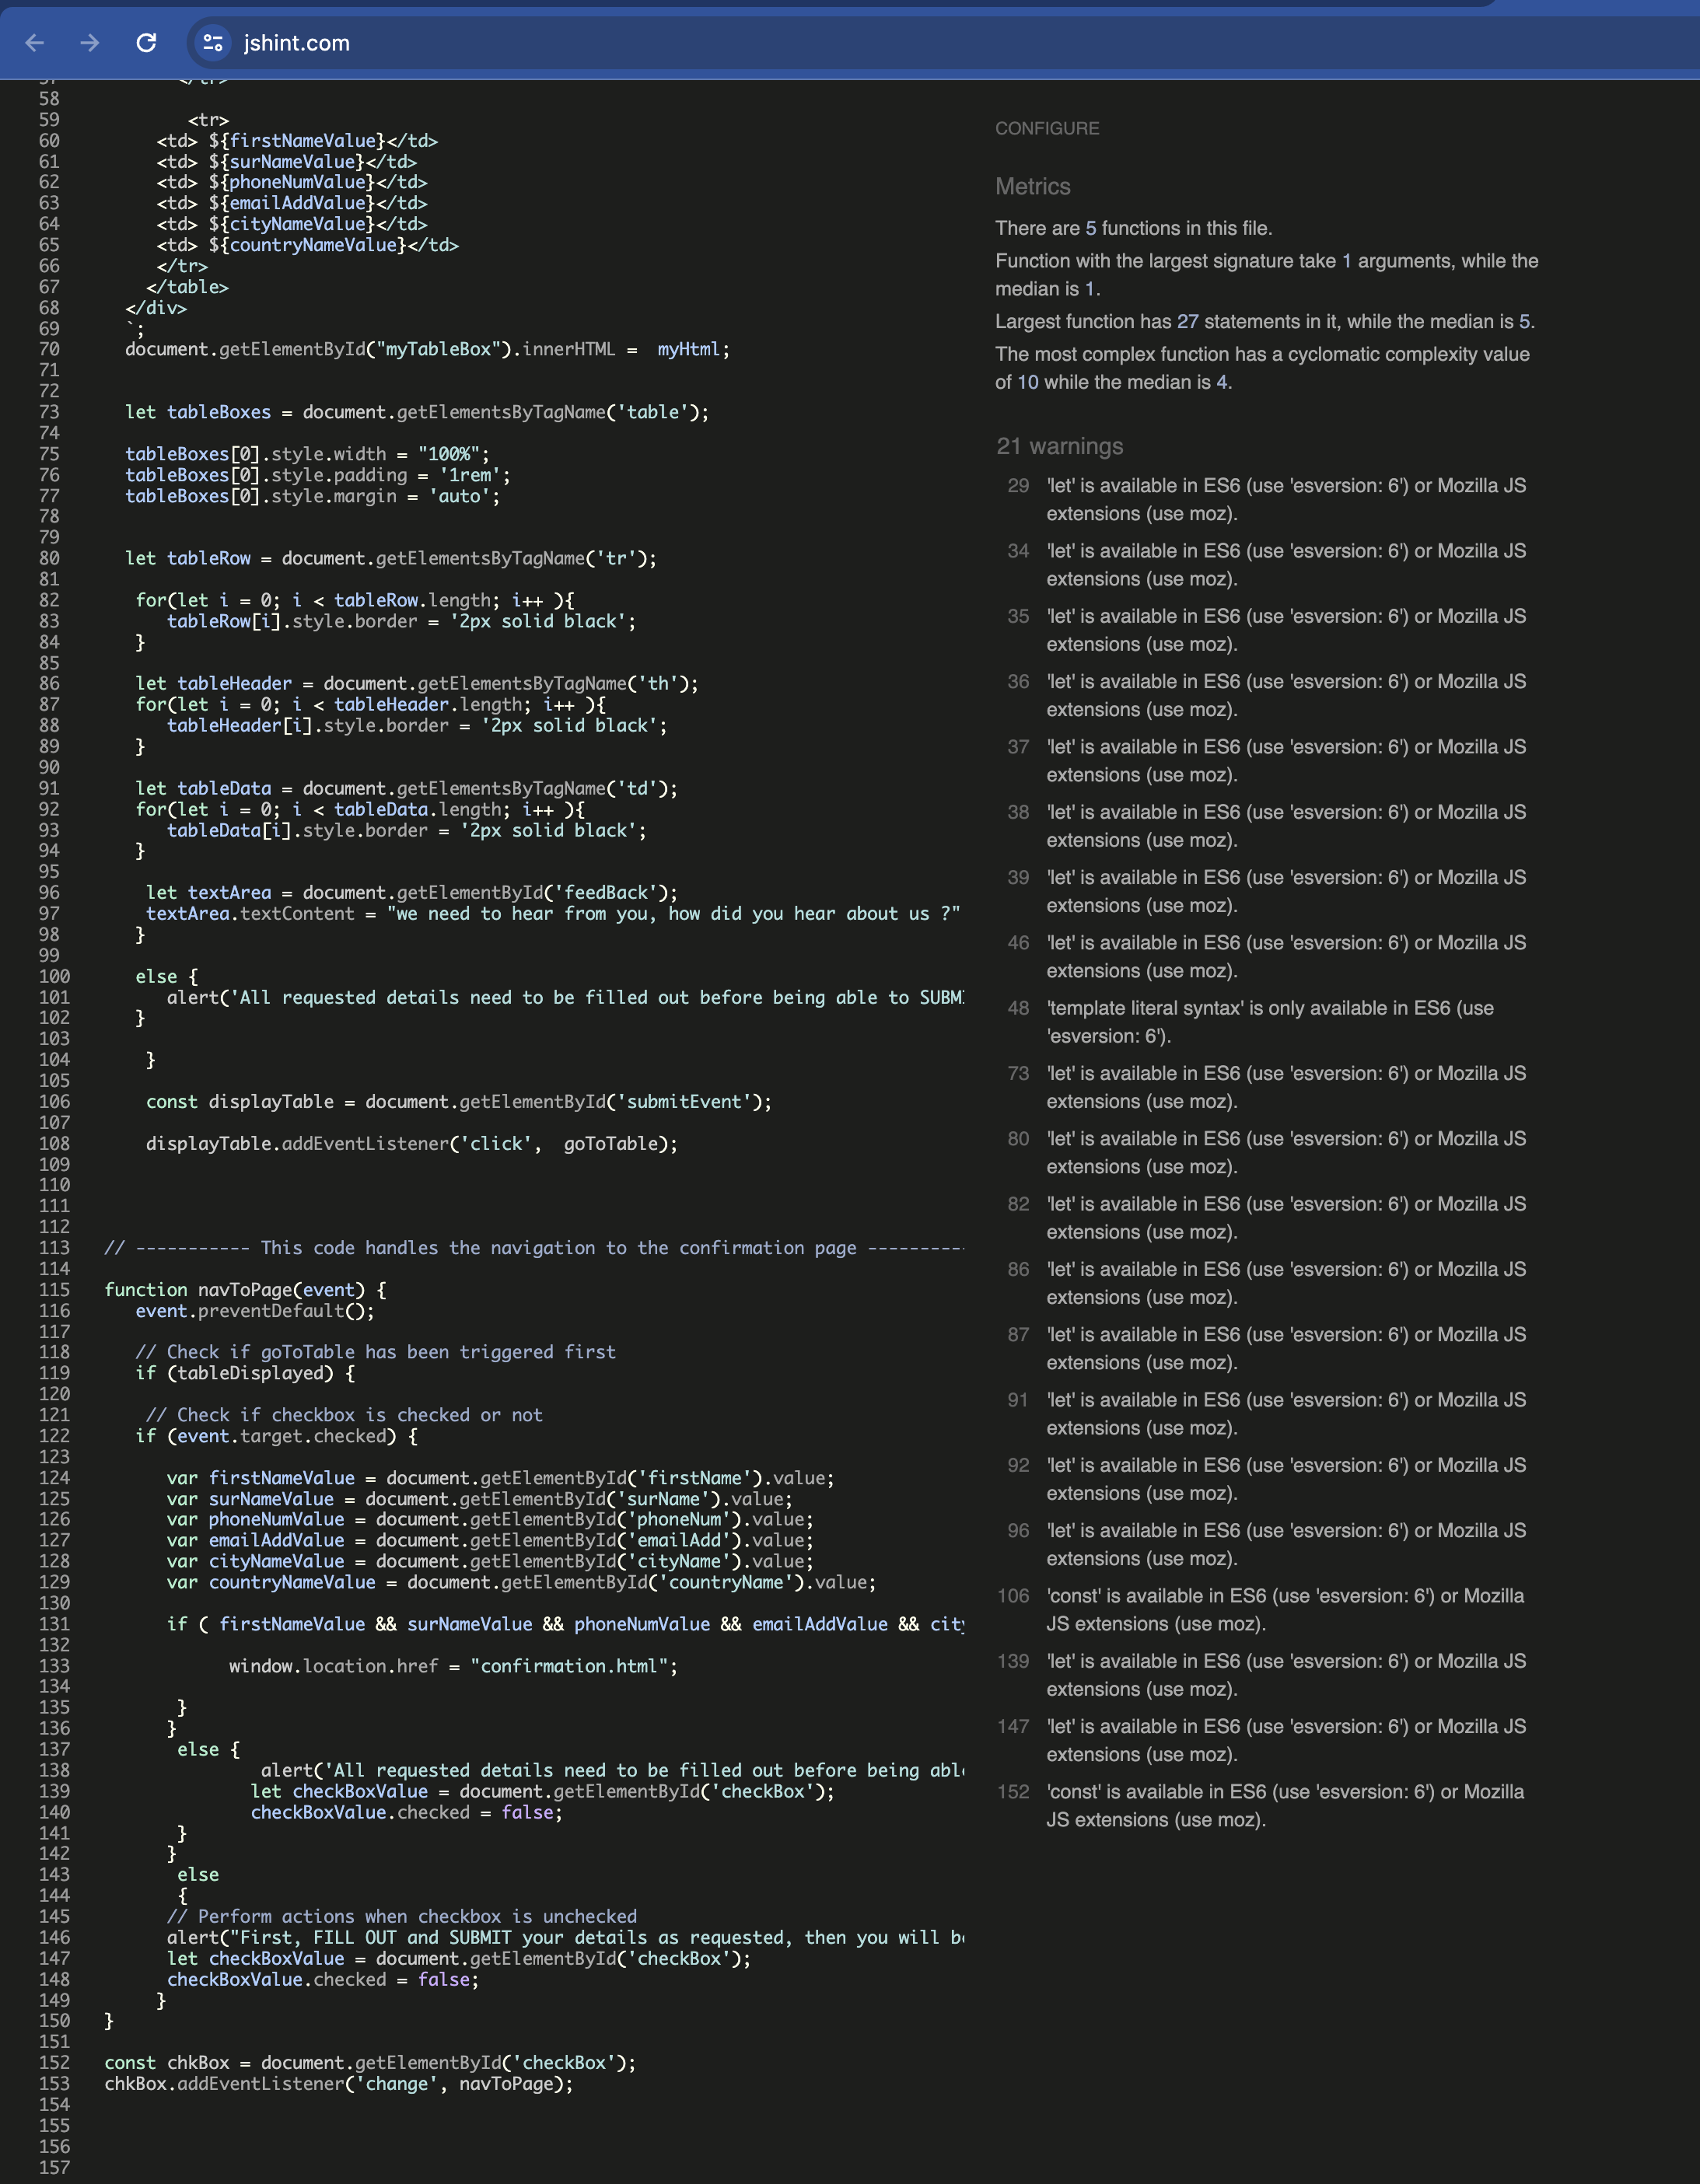 jshint.com
58
59 <tr>
60 <td> ${firstNameValue}</td>
61 <td> ${surNameValue}</td>
62 <td> ${phoneNumValue}</td>
63 <td> ${emailAddValue}</td>
64 <td> ${cityNameValue}</td>
65 <td> ${countryNameValue}</td>
66 </tr>
67 </table>
68 </div>
69 `;
70 document.getElementById("myTableBox").innerHTML =  myHtml;
71
72
73 let tableBoxes = document.getElementsByTagName('table');
74
75 tableBoxes[0].style.width = "100%";
76 tableBoxes[0].style.padding = '1rem';
77 tableBoxes[0].style.margin = 'auto';
78
79
80 let tableRow = document.getElementsByTagName('tr');
81
82 for(let i = 0; i < tableRow.length; i++ ){
83 tableRow[i].style.border = '2px solid black';
84 }
85
86 let tableHeader = document.getElementsByTagName('th');
87 for(let i = 0; i < tableHeader.length; i++ ){
88 tableHeader[i].style.border = '2px solid black';
89 }
90
91 let tableData = document.getElementsByTagName('td');
92 for(let i = 0; i < tableData.length; i++ ){
93 tableData[i].style.border = '2px solid black';
94 }
95
96 let textArea = document.getElementById('feedBack');
97 textArea.textContent = "we need to hear from you, how did you hear about us ?"
98 }
99
100 else {
101 alert('All requested details need to be filled out before being able to SUBM
102 }
103
104 }
105
106 const displayTable = document.getElementById('submitEvent');
107
108 displayTable.addEventListener('click',  goToTable);
109
110
111
112
113 // ----------- This code handles the navigation to the confirmation page ----------
114
115 function navToPage(event) {
116 event.preventDefault();
117
118 // Check if goToTable has been triggered first
119 if (tableDisplayed) {
120
121 // Check if checkbox is checked or not
122 if (event.target.checked) {
123
124 var firstNameValue = document.getElementById('firstName').value;
125 var surNameValue = document.getElementById('surName').value;
126 var phoneNumValue = document.getElementById('phoneNum').value;
127 var emailAddValue = document.getElementById('emailAdd').value;
128 var cityNameValue = document.getElementById('cityName').value;
129 var countryNameValue = document.getElementById('countryName').value;
130
131 if ( firstNameValue && surNameValue && phoneNumValue && emailAddValue && city
132
133 window.location.href = "confirmation.html";
134
135 }
136 }
137 else {
138 alert('All requested details need to be filled out before being able
139 let checkBoxValue = document.getElementById('checkBox');
140 checkBoxValue.checked = false;
141 }
142 }
143 else
144 {
145 // Perform actions when checkbox is unchecked
146 alert("First, FILL OUT and SUBMIT your details as requested, then you will be
147 let checkBoxValue = document.getElementById('checkBox');
148 checkBoxValue.checked = false;
149 }
150 }
151
152 const chkBox = document.getElementById('checkBox');
153 chkBox.addEventListener('change', navToPage);
154
155
156
157
CONFIGURE
Metrics
There are 5 functions in this file.
Function with the largest signature take 1 arguments, while the
median is 1.
Largest function has 27 statements in it, while the median is 5.
The most complex function has a cyclomatic complexity value
of 10 while the median is 4.
21 warnings
29 'let' is available in ES6 (use 'esversion: 6') or Mozilla JS
extensions (use moz).
34 'let' is available in ES6 (use 'esversion: 6') or Mozilla JS
extensions (use moz).
35 'let' is available in ES6 (use 'esversion: 6') or Mozilla JS
extensions (use moz).
36 'let' is available in ES6 (use 'esversion: 6') or Mozilla JS
extensions (use moz).
37 'let' is available in ES6 (use 'esversion: 6') or Mozilla JS
extensions (use moz).
38 'let' is available in ES6 (use 'esversion: 6') or Mozilla JS
extensions (use moz).
39 'let' is available in ES6 (use 'esversion: 6') or Mozilla JS
extensions (use moz).
46 'let' is available in ES6 (use 'esversion: 6') or Mozilla JS
extensions (use moz).
48 'template literal syntax' is only available in ES6 (use
'esversion: 6').
73 'let' is available in ES6 (use 'esversion: 6') or Mozilla JS
extensions (use moz).
80 'let' is available in ES6 (use 'esversion: 6') or Mozilla JS
extensions (use moz).
82 'let' is available in ES6 (use 'esversion: 6') or Mozilla JS
extensions (use moz).
86 'let' is available in ES6 (use 'esversion: 6') or Mozilla JS
extensions (use moz).
87 'let' is available in ES6 (use 'esversion: 6') or Mozilla JS
extensions (use moz).
91 'let' is available in ES6 (use 'esversion: 6') or Mozilla JS
extensions (use moz).
92 'let' is available in ES6 (use 'esversion: 6') or Mozilla JS
extensions (use moz).
96 'let' is available in ES6 (use 'esversion: 6') or Mozilla JS
extensions (use moz).
106 'const' is available in ES6 (use 'esversion: 6') or Mozilla
JS extensions (use moz).
139 'let' is available in ES6 (use 'esversion: 6') or Mozilla JS
extensions (use moz).
147 'let' is available in ES6 (use 'esversion: 6') or Mozilla JS
extensions (use moz).
152 'const' is available in ES6 (use 'esversion: 6') or Mozilla
JS extensions (use moz).